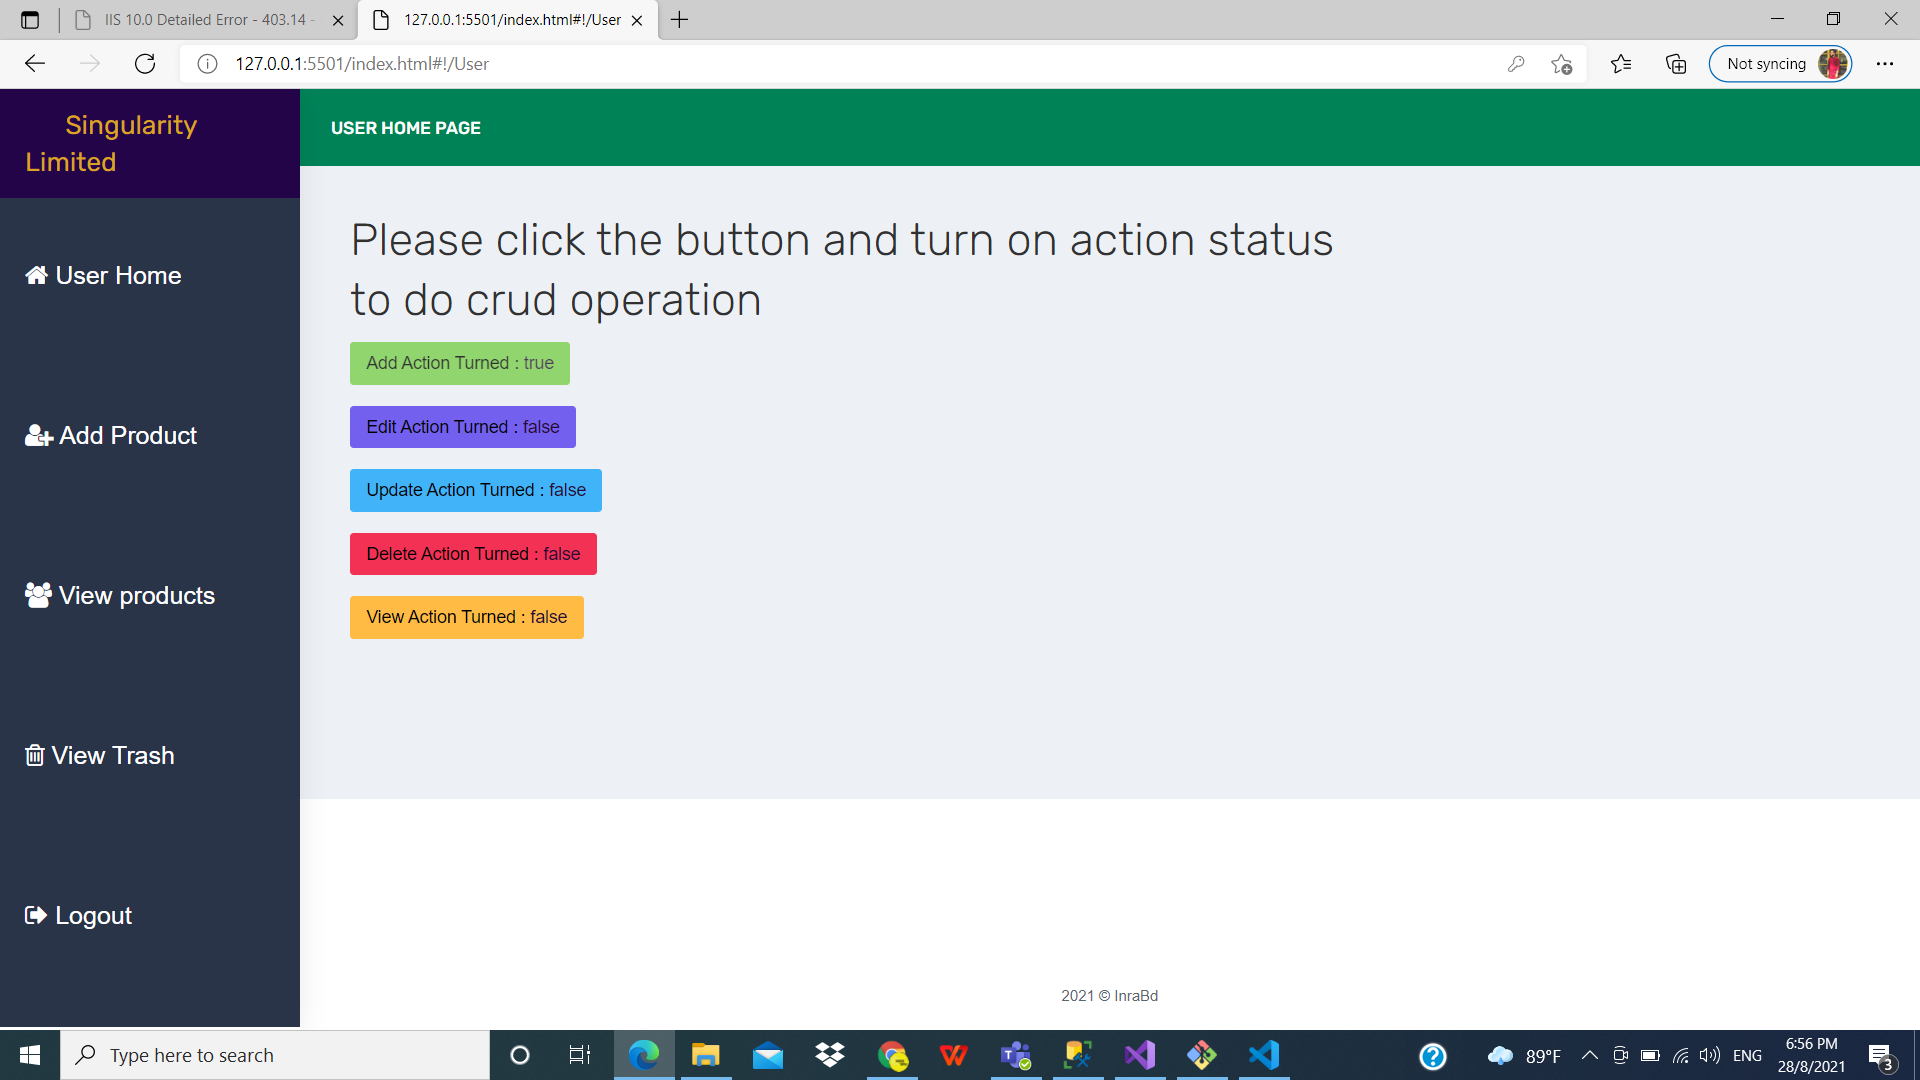 IIS 10.0 Detailed Error - 403.14 -
127.0.0.1:5501/index.html#!/User
127.0.0.1:5501/index.html#!/User
Not syncing
Singularity
Limited
USER HOME PAGE
User Home
Add Product
View products
View Trash
Logout
Please click the button and turn on action status
to do crud operation
Add Action Turned : true
Edit Action Turned : false
Update Action Turned : false
Delete Action Turned : false
View Action Turned : false
2021 © InraBd
Type here to search
89°F
ENG
6:56 PM
28/8/2021
3